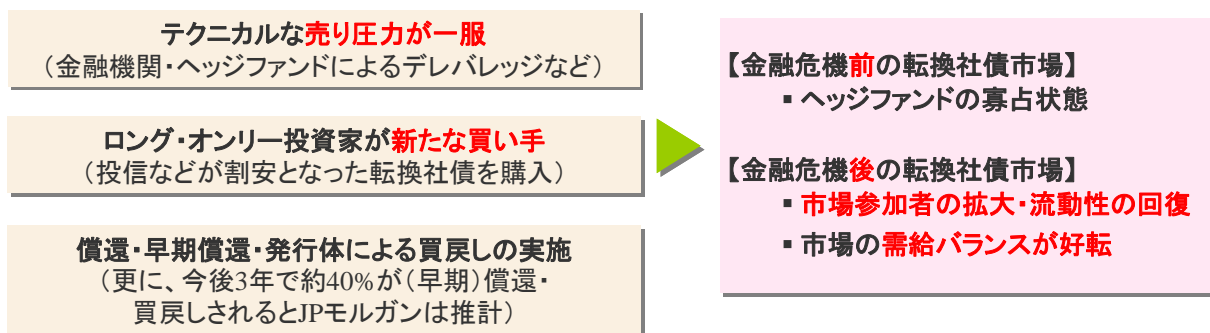 テクニカルな売り圧力が一服
（金融機関・ヘッジファンドによるデレバレッジなど）
ロング・オンリー投資家が新たな買い手
（投信などが割安となった転換社債を購入）
償還・早期償還・発行体による買戻しの実施
（更に、今後3年で約40%が（早期）償還・
買戻しされるとJPモルガンは推計）
【金融危機前の転換社債市場】
▪ ヘッジファンドの寡占状態
【金融危機後の転換社債市場】
▪ 市場参加者の拡大・流動性の回復
▪ 市場の需給バランスが好転